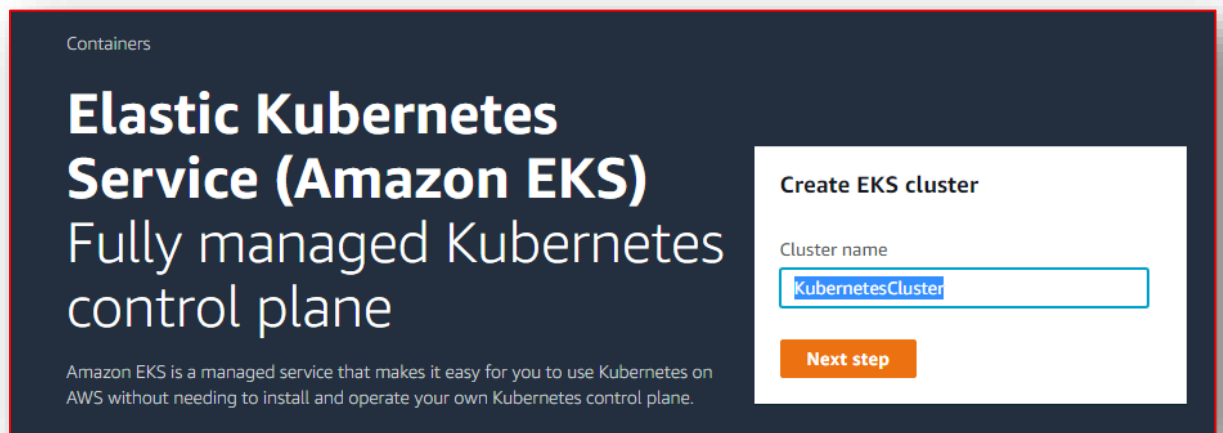 Containers
Elastic Kubernetes
Service (Amazon EKS)
Fully managed Kubernetes
control plane
Amazon EKS is a managed service that makes it easy for you to use Kubernetes on
AWS without needing to install and operate your own Kubernetes control plane.
Create EKS cluster
Cluster name
KubernetesCluster
Next step